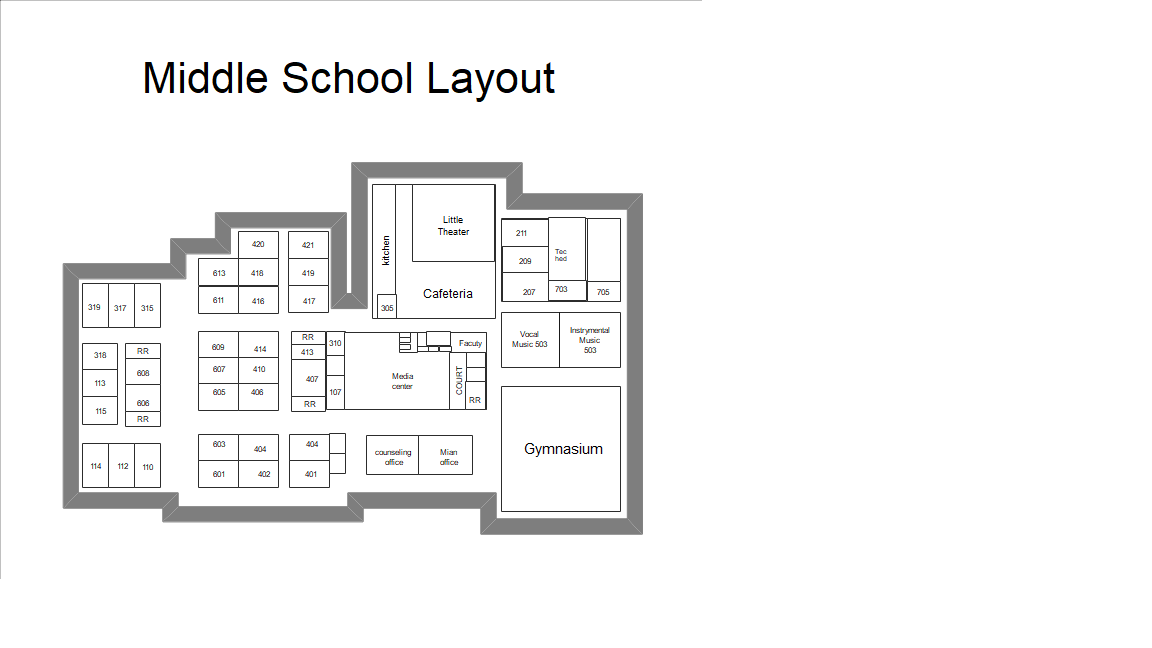 Middle School Layout
Little
Theater
kitchen
Cafeteria
305
211
209
207
Tec
hed
703
705
420
421
613
418
419
611
416
417
319
317
315
Vocal
Music 503
Instrymental
Music
503
318
113
115
RR
608
606
RR
609
414
607
410
605
406
RR
413
407
RR
310
107
Media
center
Facuty
COURT
RR
114
112
110
603
404
601
402
404
401
counseling
office
Mian
office
Gymnasium